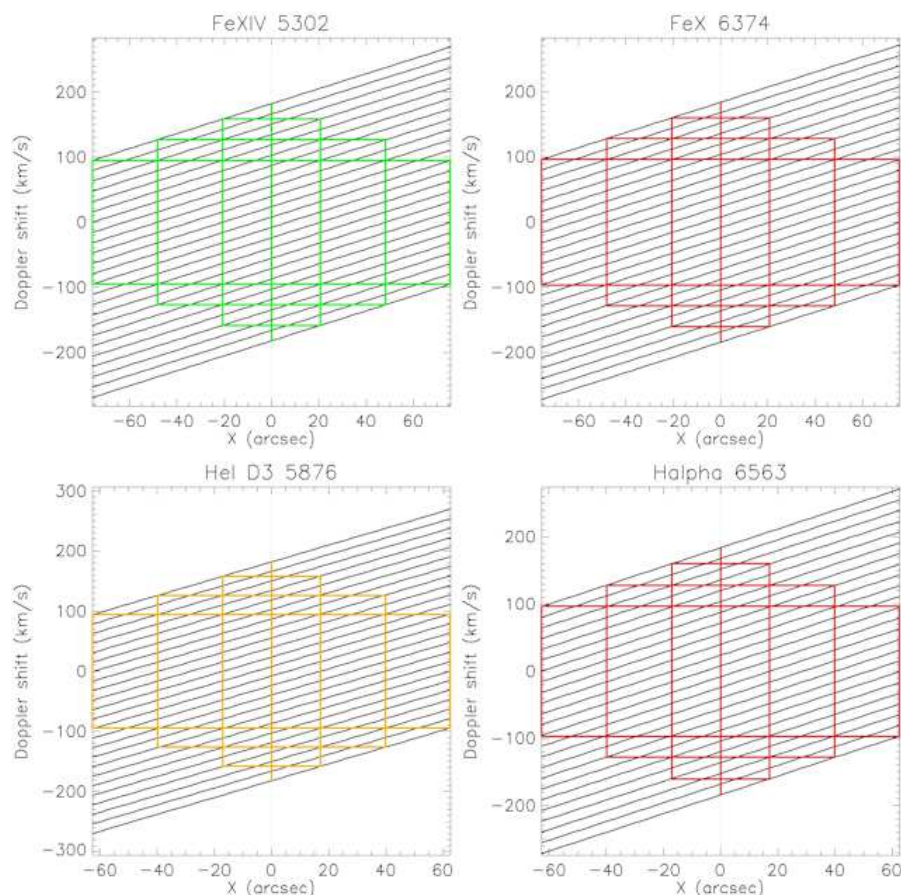 FeXIV 5302
FeX 6374
Doppler shift (km/s)
200
100
0
-100
-200
-60 -40 -20 0 20 40 60
X (arcsec)
Doppler shift (km/s)
200
100
0
-100
-200
-60 -40 -20 0 20 40 60
X (arcsec)
HeI D3 5876
Halpha 6563
Doppler shift (km/s)
300
200
100
0
-100
-200
-300
-60 -40 -20 0 20 40 60
X (arcsec)
Doppler shift (km/s)
200
100
0
-100
-200
-60 -40 -20 0 20 40 60
X (arcsec)